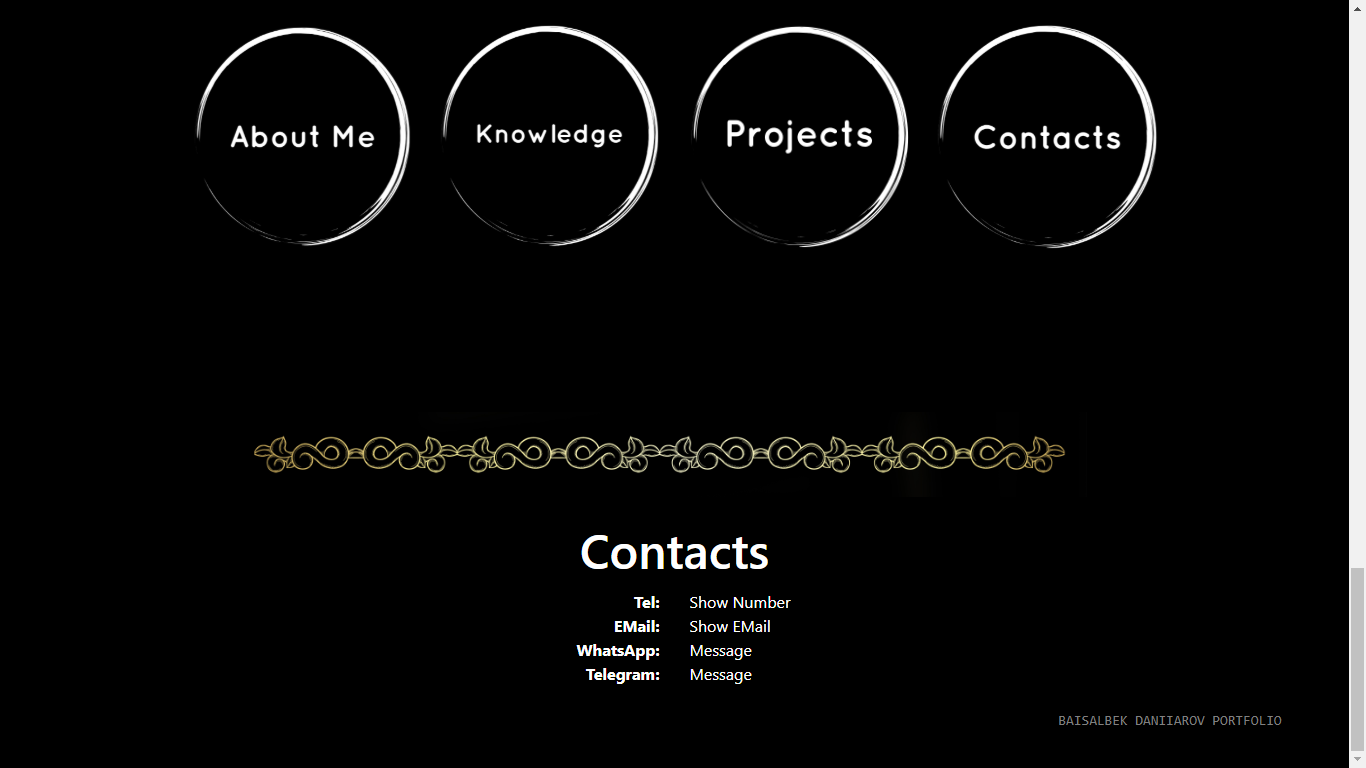 About Me Knowledge Projects Contacts
Contacts
Tel: Show Number
EMail: Show EMail
WhatsApp: Message
Telegram: Message
BAISALBEK DANIIAROV PORTFOLIO